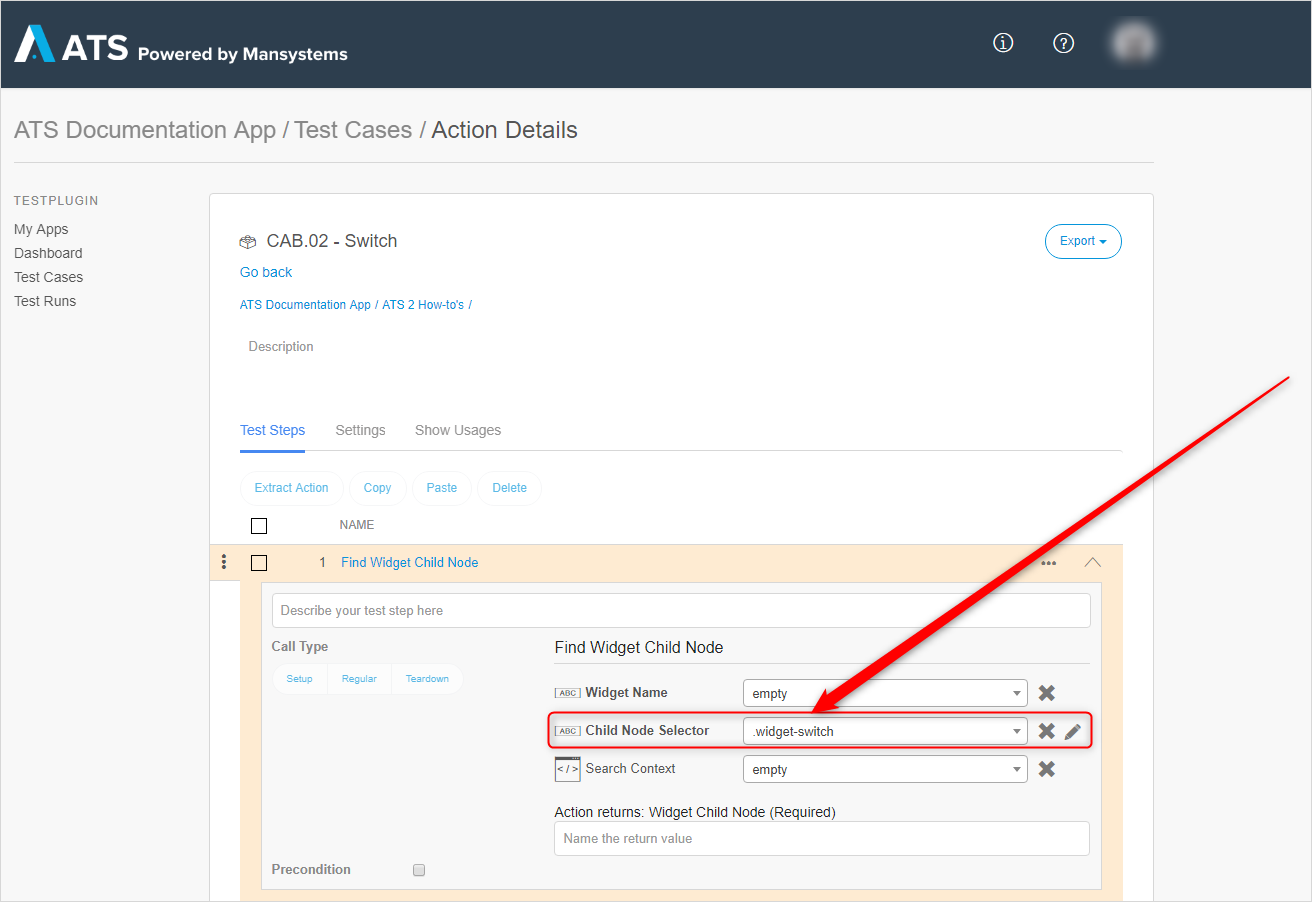 ATS Powered by Mansystems
ATS Documentation App / Test Cases / Action Details
TESTPLUGIN
My Apps
Dashboard
Test Cases
Test Runs
CAB.02 - Switch
Export
Go back
ATS Documentation App / ATS 2 How-to's /
Description
Test Steps Settings Show Usages
Extract Action Copy Paste Delete
NAME
1 Find Widget Child Node
Describe your test step here
Call Type
Setup Regular Teardown
Find Widget Child Node
ABC Widget Name empty
ABC Child Node Selector .widget-switch
</> Search Context empty
Action returns: Widget Child Node (Required)
Name the return value
Precondition